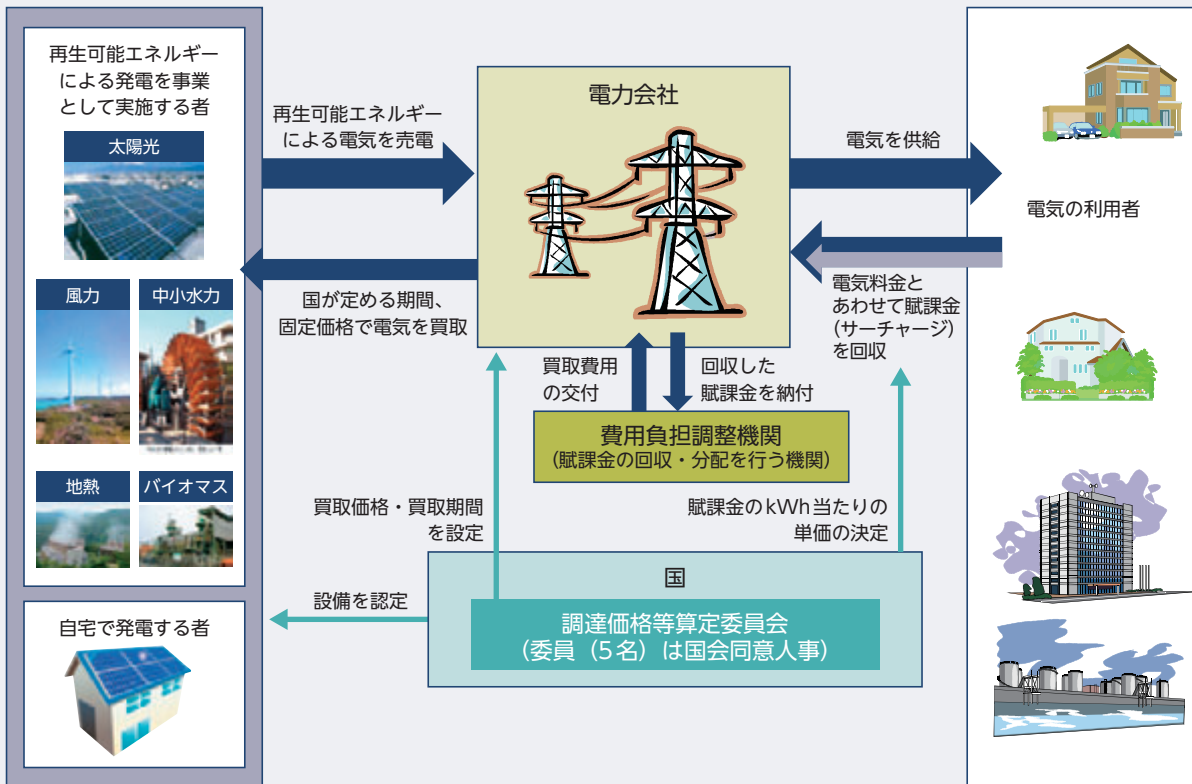 再生可能エネルギー
による発電を事業
として実施する者
太陽光
風力
中小水力
地熱
バイオマス
自宅で発電する者
再生可能エネルギー
による電気を売電
国が定める期間、
固定価格で電気を買取
電力会社
電気を供給
電気の利用者
電気料金と
あわせて賦課金
（サーチャージ）
を回収
買取費用
の交付
回収した
賦課金を納付
費用負担調整機関
（賦課金の回収・分配を行う機関）
買取価格・買取期間
を設定
賦課金のkWh当たりの
単価の決定
設備を認定
国
調達価格等算定委員会
（委員（5名）は国会同意人事）